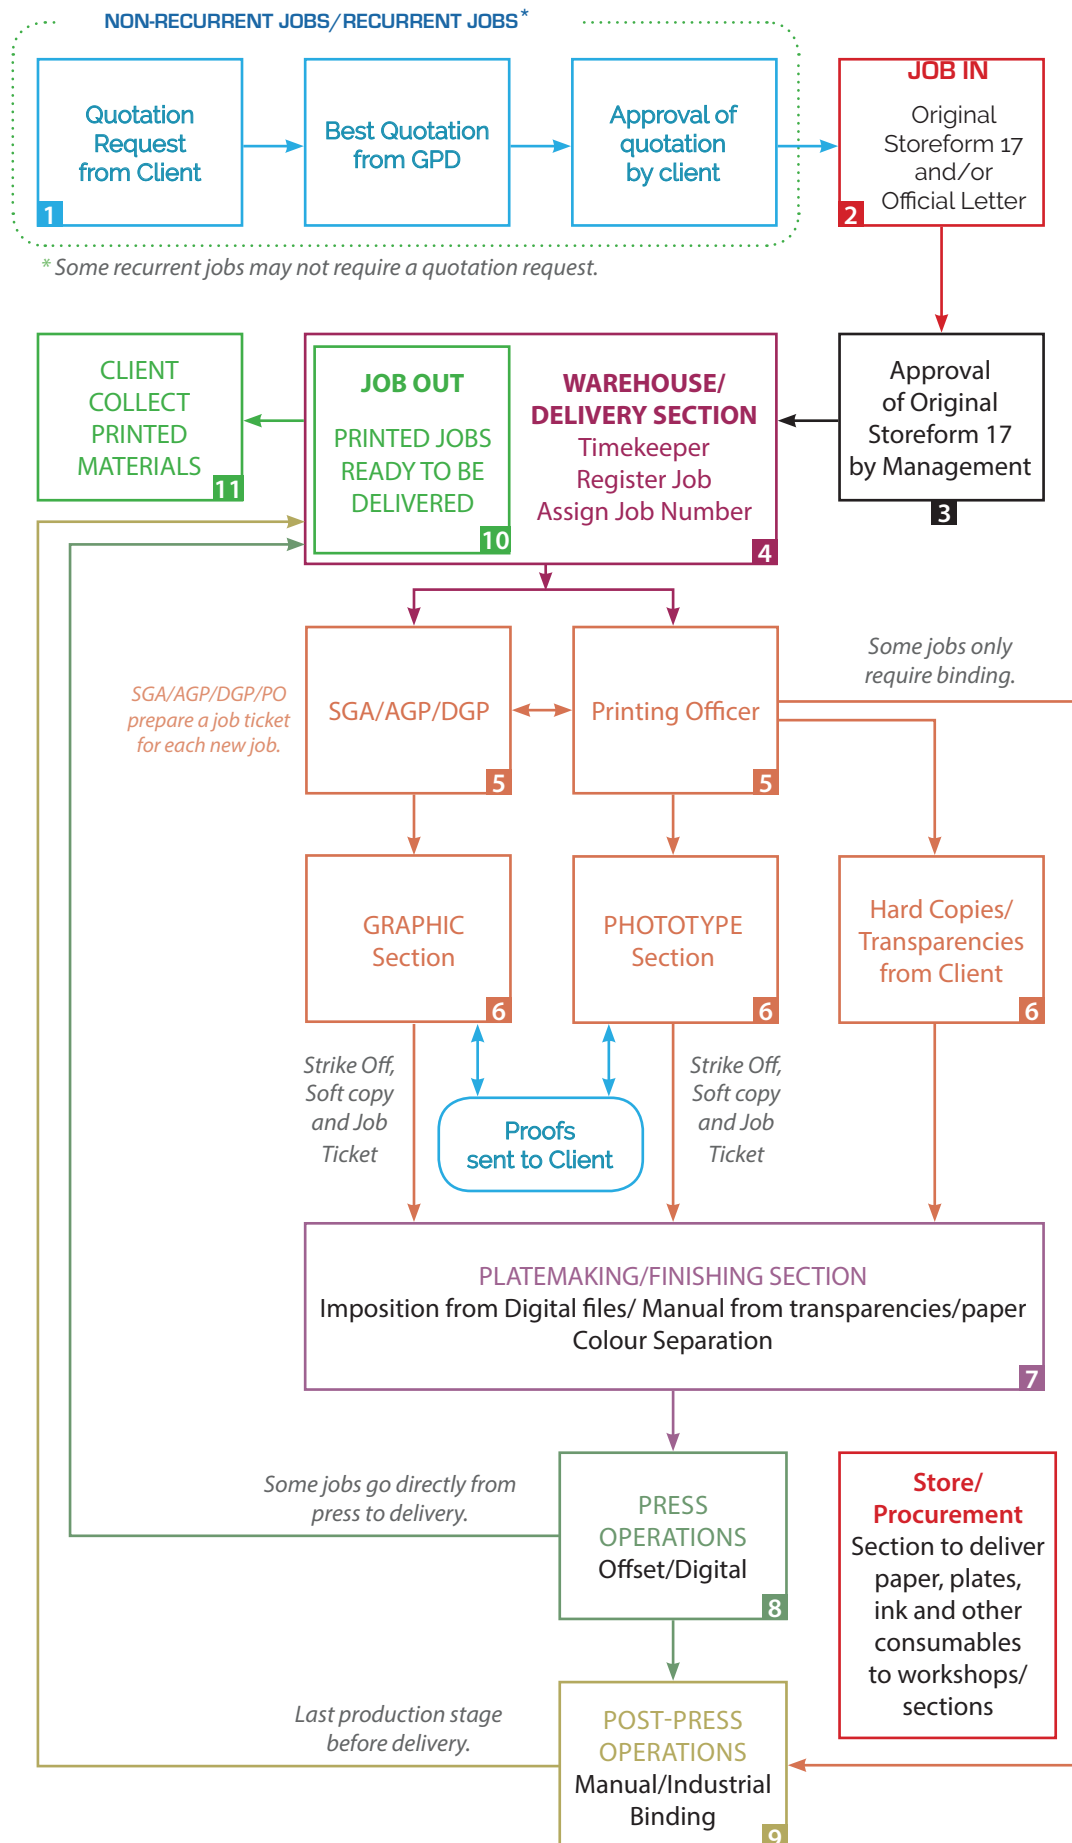 NON-RECURRENT JOBS/RECURRENT JOBS*
Quotation
Request
from Client
1
Best Quotation
from GPD
Approval of
quotation
by client
JOB IN
Original
Storeform 17
and/or
Official Letter
2
* Some recurrent jobs may not require a quotation request.
CLIENT
COLLECT
PRINTED
MATERIALS
11
JOB OUT
PRINTED JOBS
READY TO BE
DELIVERED
10
WAREHOUSE/
DELIVERY SECTION
Timekeeper
Register Job
Assign Job Number
4
Approval
of Original
Storeform 17
by Management
3
SGA/AGP/DGP/PO
prepare a job ticket
for each new job.
SGA/AGP/DGP
5
Printing Officer
5
Some jobs only
require binding.
GRAPHIC
Section
6
PHOTOTYPE
Section
6
Hard Copies/
Transparencies
from Client
6
Strike Off,
Soft copy
and Job
Ticket
Proofs
sent to Client
Strike Off,
Soft copy
and Job
Ticket
PLATEMAKING/FINISHING SECTION
Imposition from Digital files/ Manual from transparencies/paper
Colour Separation
7
Some jobs go directly from
press to delivery.
PRESS
OPERATIONS
Offset/Digital
8
Store/
Procurement
Section to deliver
paper, plates,
ink and other
consumables
to workshops/
sections
Last production stage
before delivery.
POST-PRESS
OPERATIONS
Manual/Industrial
Binding
9